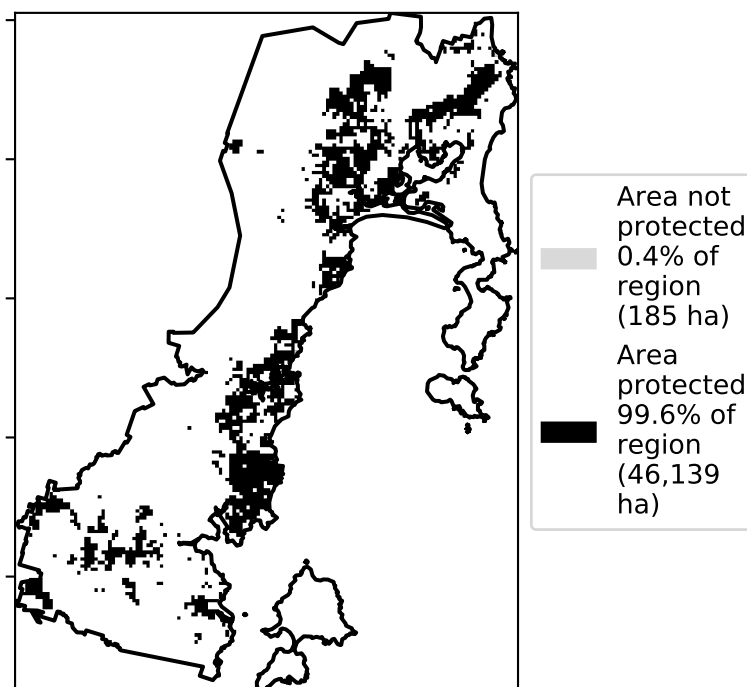 Area not
protected
0.4% of
region
(185 ha)
Area
protected
99.6% of
region
(46,139
ha)